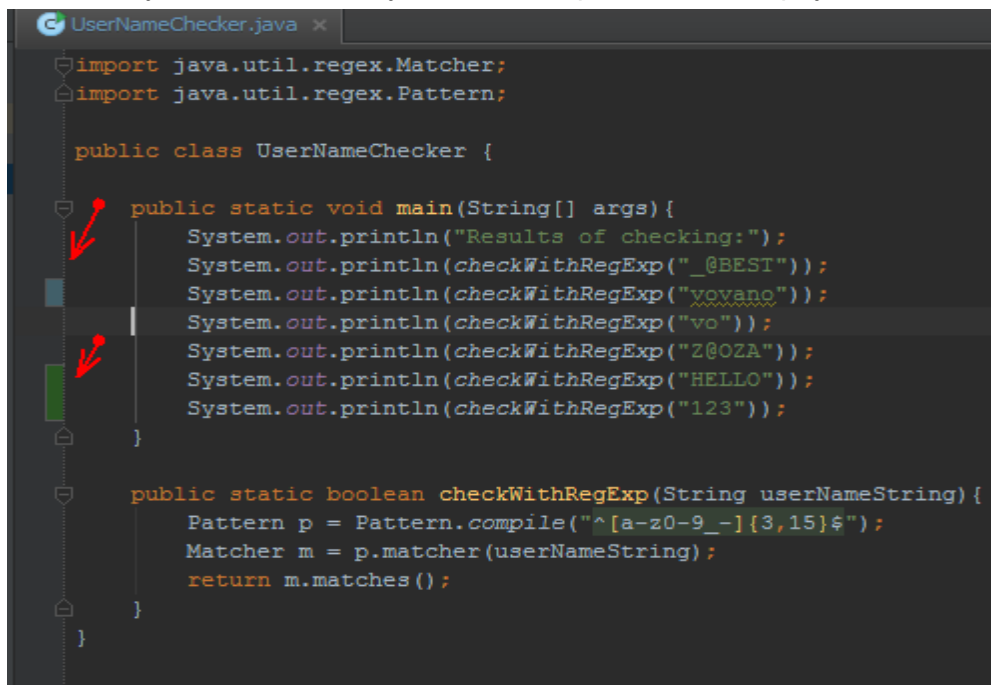 UserNameChecker.java ×
import java.util.regex.Matcher;
import java.util.regex.Pattern;
public class UserNameChecker {
public static void main(String[] args){
System.out.println("Results of checking:");
System.out.println(checkWithRegExp("_@BEST"));
System.out.println(checkWithRegExp("vovano"));
System.out.println(checkWithRegExp("vo"));
System.out.println(checkWithRegExp("Z@OZA"));
System.out.println(checkWithRegExp("HELLO"));
System.out.println(checkWithRegExp("123"));
}
public static boolean checkWithRegExp(String userNameString){
Pattern p = Pattern.compile("^[a-z0-9_-]{3,15}$");
Matcher m = p.matcher(userNameString);
return m.matches();
}
}